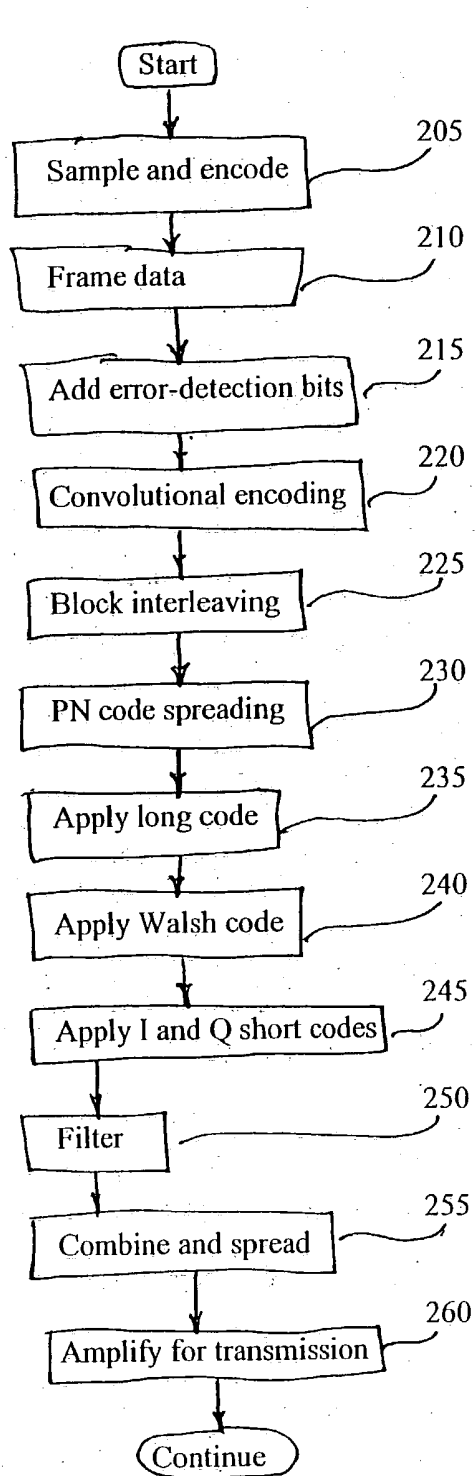 Start
205
Sample and encode
210
Frame data
215
Add error-detection bits
220
Convolutional encoding
225
Block interleaving
230
PN code spreading
235
Apply long code
240
Apply Walsh code
245
Apply I and Q short codes
250
Filter
255
Combine and spread
260
Amplify for transmission
Continue